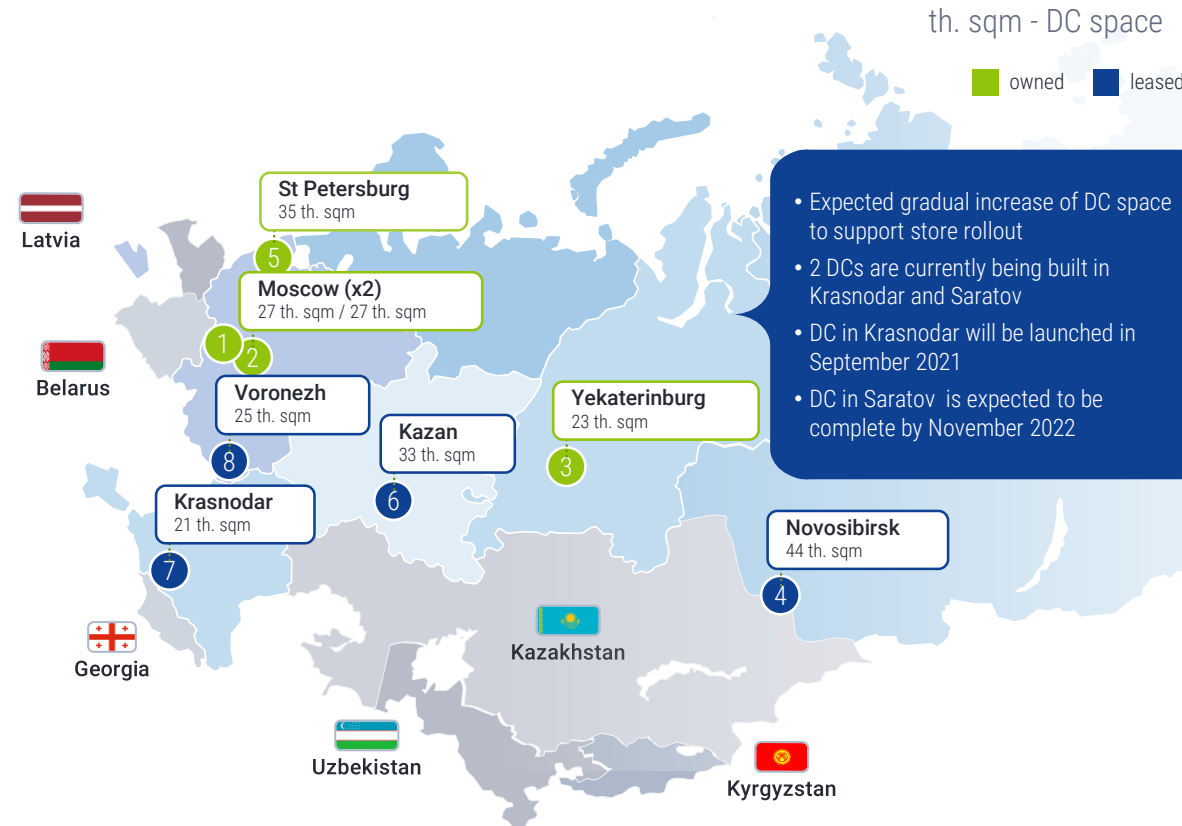 th. sqm - DC space
owned
leased
St Petersburg
35 th. sqm
5
Latvia
Moscow (x2)
27 th. sqm / 27 th. sqm
1
2
Belarus
Voronezh
25 th. sqm
8
Kazan
33 th. sqm
6
Yekaterinburg
23 th. sqm
3
• Expected gradual increase of DC space
to support store rollout
• 2 DCs are currently being built in
Krasnodar and Saratov
• DC in Krasnodar will be launched in
September 2021
• DC in Saratov is expected to be
complete by November 2022
Krasnodar
21 th. sqm
7
Novosibirsk
44 th. sqm
4
Georgia
Kazakhstan
Uzbekistan
Kyrgyzstan